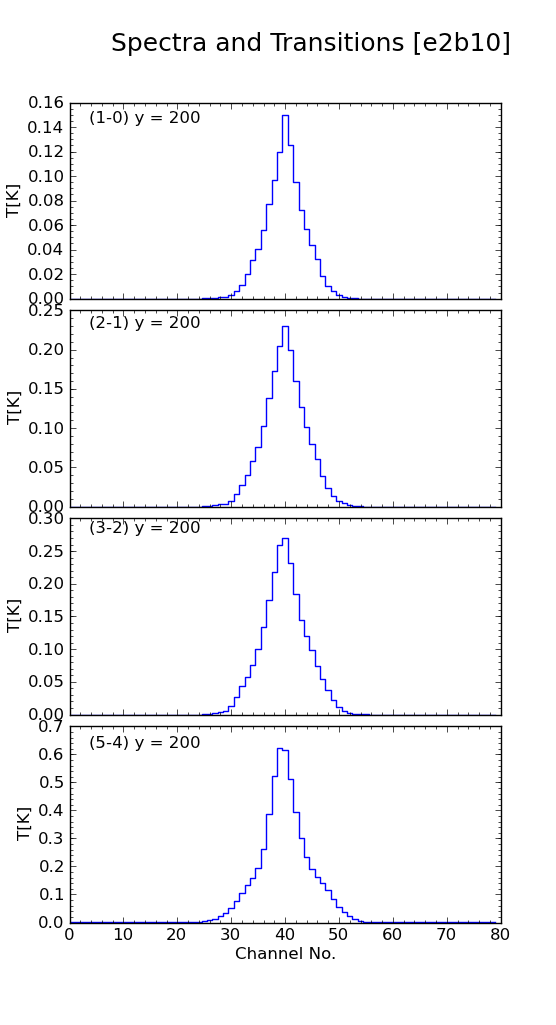 Spectra and Transitions [e2b10]
0.16
(1-0) y = 200
0.14
0.12
0.10
T[K]
0.08
0.06
0.04
0.02
0.00
0.25
(2-1) y = 200
0.20
0.15
T[K]
0.10
0.05
0.00
0.30
(3-2) y = 200
0.25
0.20
T[K]
0.15
0.10
0.05
0.00
0.7
(5-4) y = 200
0.6
0.5
0.4
T[K]
0.3
0.2
0.1
0.0
0 10 20 30 40 50 60 70 80
Channel No.